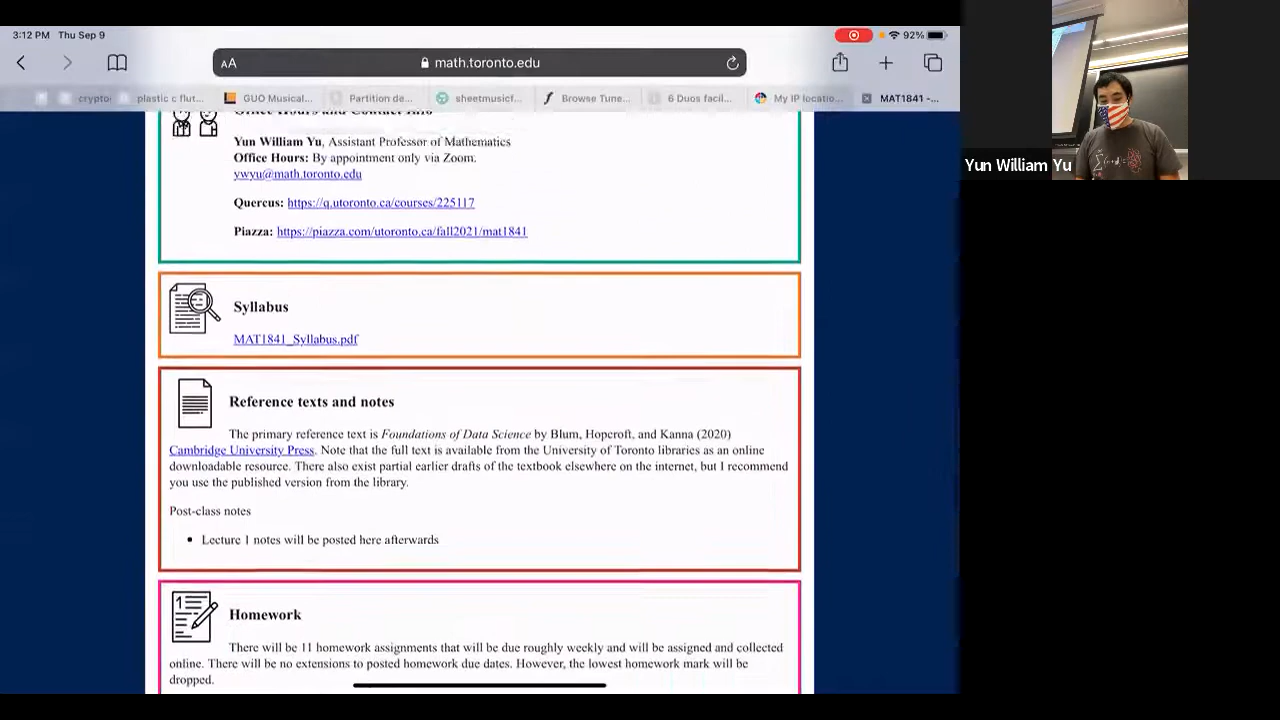 3:12 PM Thu Sep 9
92%
AA
math.toronto.edu
crypto
plastic c flut...
GUO Musical...
Partition de...
sheetmusicf...
Browse Tune...
6 Duos facil...
My IP locatio...
MAT1841 -...
Office Hours and Contact Info
Yun William Yu, Assistant Professor of Mathematics
Office Hours: By appointment only via Zoom.
ywyu@math.toronto.edu
Quercus: https://q.utoronto.ca/courses/225117
Piazza: https://piazza.com/utoronto.ca/fall2021/mat1841
Syllabus
MAT1841_Syllabus.pdf
Reference texts and notes
The primary reference text is Foundations of Data Science by Blum, Hopcroft, and Kanna (2020)
Cambridge University Press. Note that the full text is available from the University of Toronto libraries as an online
downloadable resource. There also exist partial earlier drafts of the textbook elsewhere on the internet, but I recommend
you use the published version from the library.
Post-class notes
• Lecture 1 notes will be posted here afterwards
Homework
There will be 11 homework assignments that will be due roughly weekly and will be assigned and collected
online. There will be no extensions to posted homework due dates. However, the lowest homework mark will be
dropped.
Yun William Yu